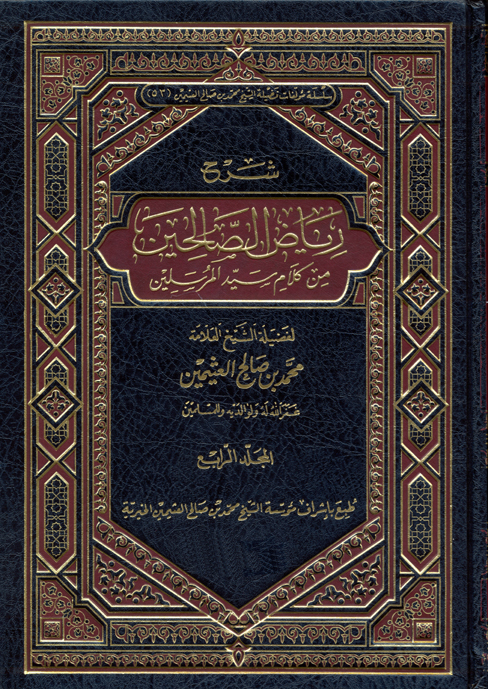 سلسلة مؤلفات فضيلة الشيخ محمد بن صالح العثيمين (٥٣)
شرح
رياض الصالحين
من كلام سيد المرسلين
لفضيلة الشيخ العلامة
محمد بن صالح العثيمين
غفر الله له ولوالديه وللمسلمين
المجلد الرابع
طبع بإشراف مؤسسة الشيخ محمد بن صالح العثيمين الخيرية